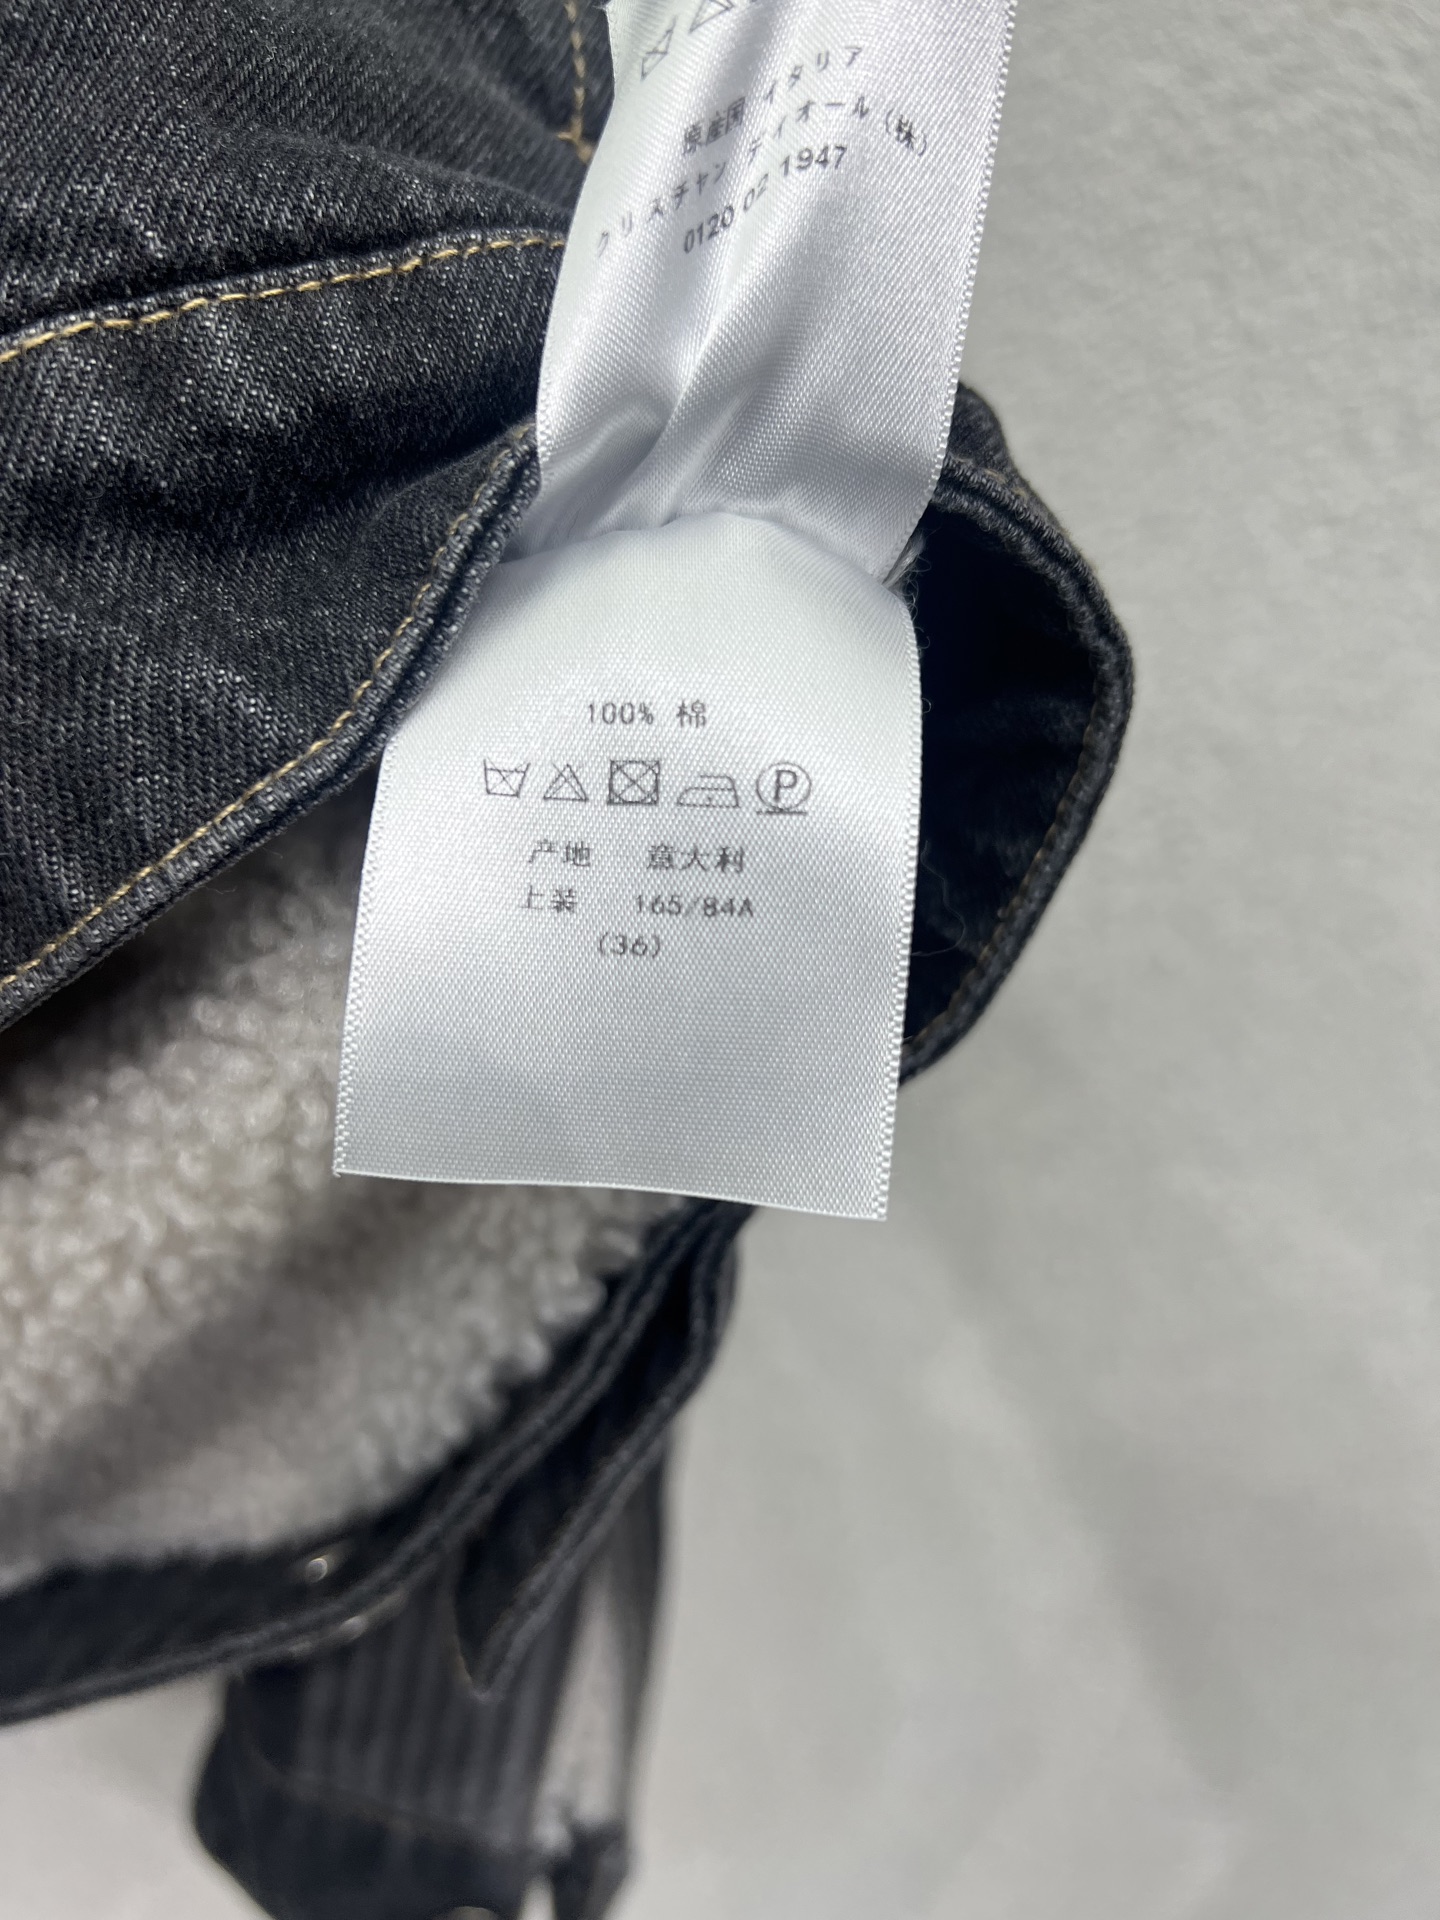 原産国 イタリア
クリスチャン ディオール (株)
0120 02 1947
100% 棉
产地 意大利
上装 165/84A
(36)